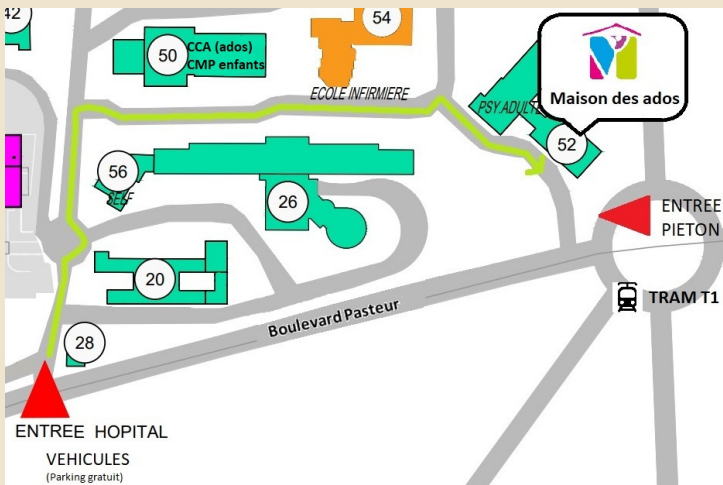 42
54
50
CCA (ados)
CMP enfants
ECOLE INFIRMIERE
PSY.ADULTE
Maison des ados
52
56
SELF
26
ENTREE
PIETON
20
TRAM T1
Boulevard Pasteur
28
ENTREE HOPITAL
VEHICULES
(Parking gratuit)